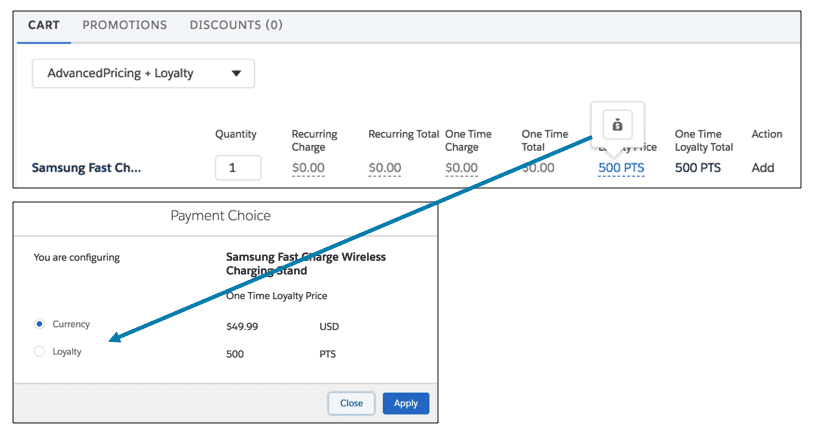 CART PROMOTIONS DISCOUNTS (0)
AdvancedPricing + Loyalty
Quantity Recurring Charge Recurring Total One Time Charge One Time Total Price One Time Loyalty Total Action
Samsung Fast Ch... 1 $0.00 $0.00 $0.00 $0.00 500 PTS 500 PTS Add
Payment Choice
You are configuring
Samsung Fast Charge Wireless
Charging Stand
One Time Loyalty Price
Currency $49.99 USD
Loyalty 500 PTS
Close Apply